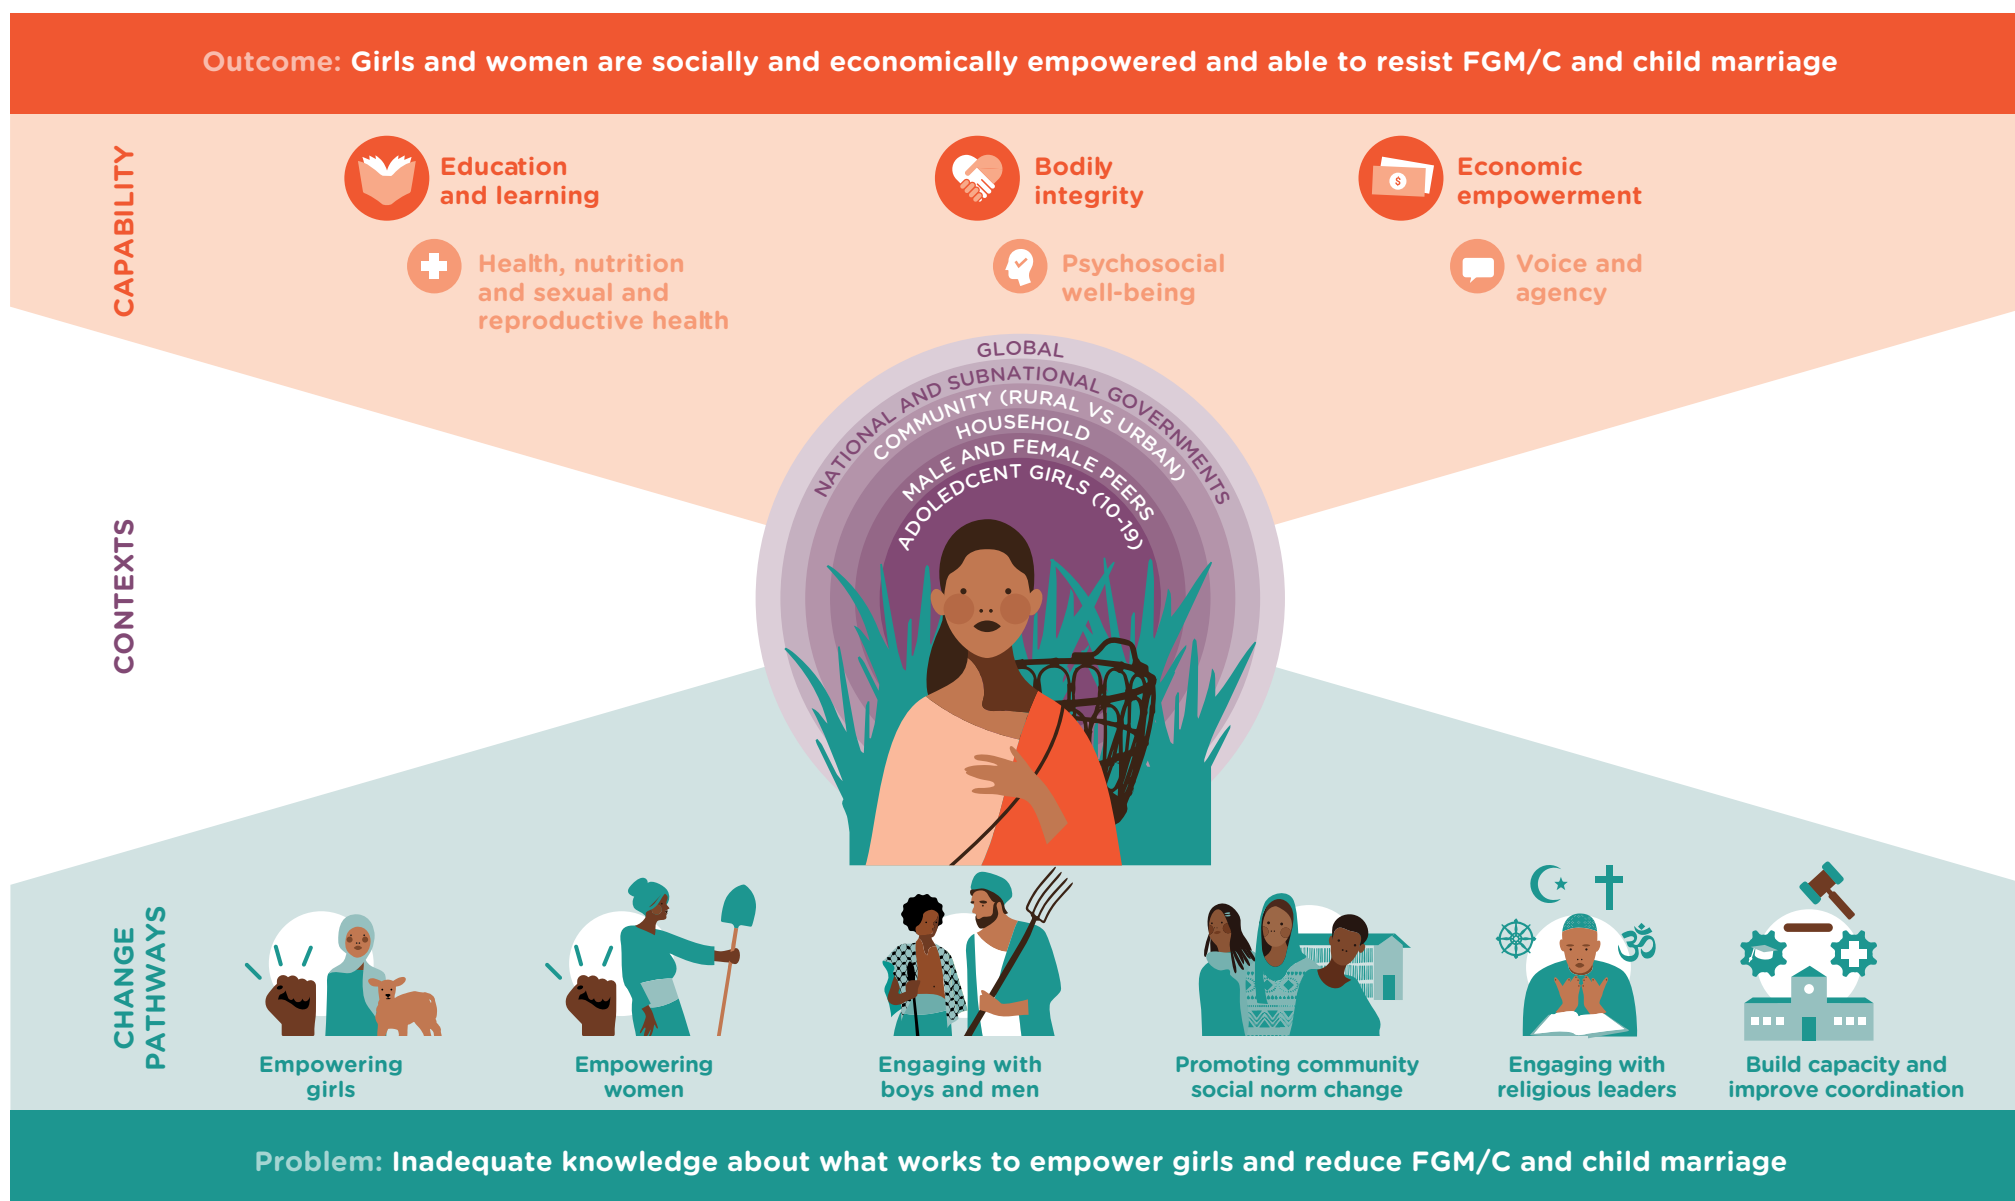 Outcome: Girls and women are socially and economically empowered and able to resist FGM/C and child marriage
CAPABILITY
Education
and learning
Bodily
integrity
Economic
empowerment
Health, nutrition
and sexual and
reproductive health
Psychosocial
well-being
Voice and
agency
CONTEXTS
GLOBAL
NATIONAL AND SUBNATIONAL GOVERNMENTS
COMMUNITY (RURAL VS URBAN)
HOUSEHOLD
MALE AND FEMALE PEERS
ADOLEDCENT GIRLS (10-19)
CHANGE
PATHWAYS
Empowering
girls
Empowering
women
Engaging with
boys and men
Promoting community
social norm change
Engaging with
religious leaders
Build capacity and
improve coordination
Problem: Inadequate knowledge about what works to empower girls and reduce FGM/C and child marriage